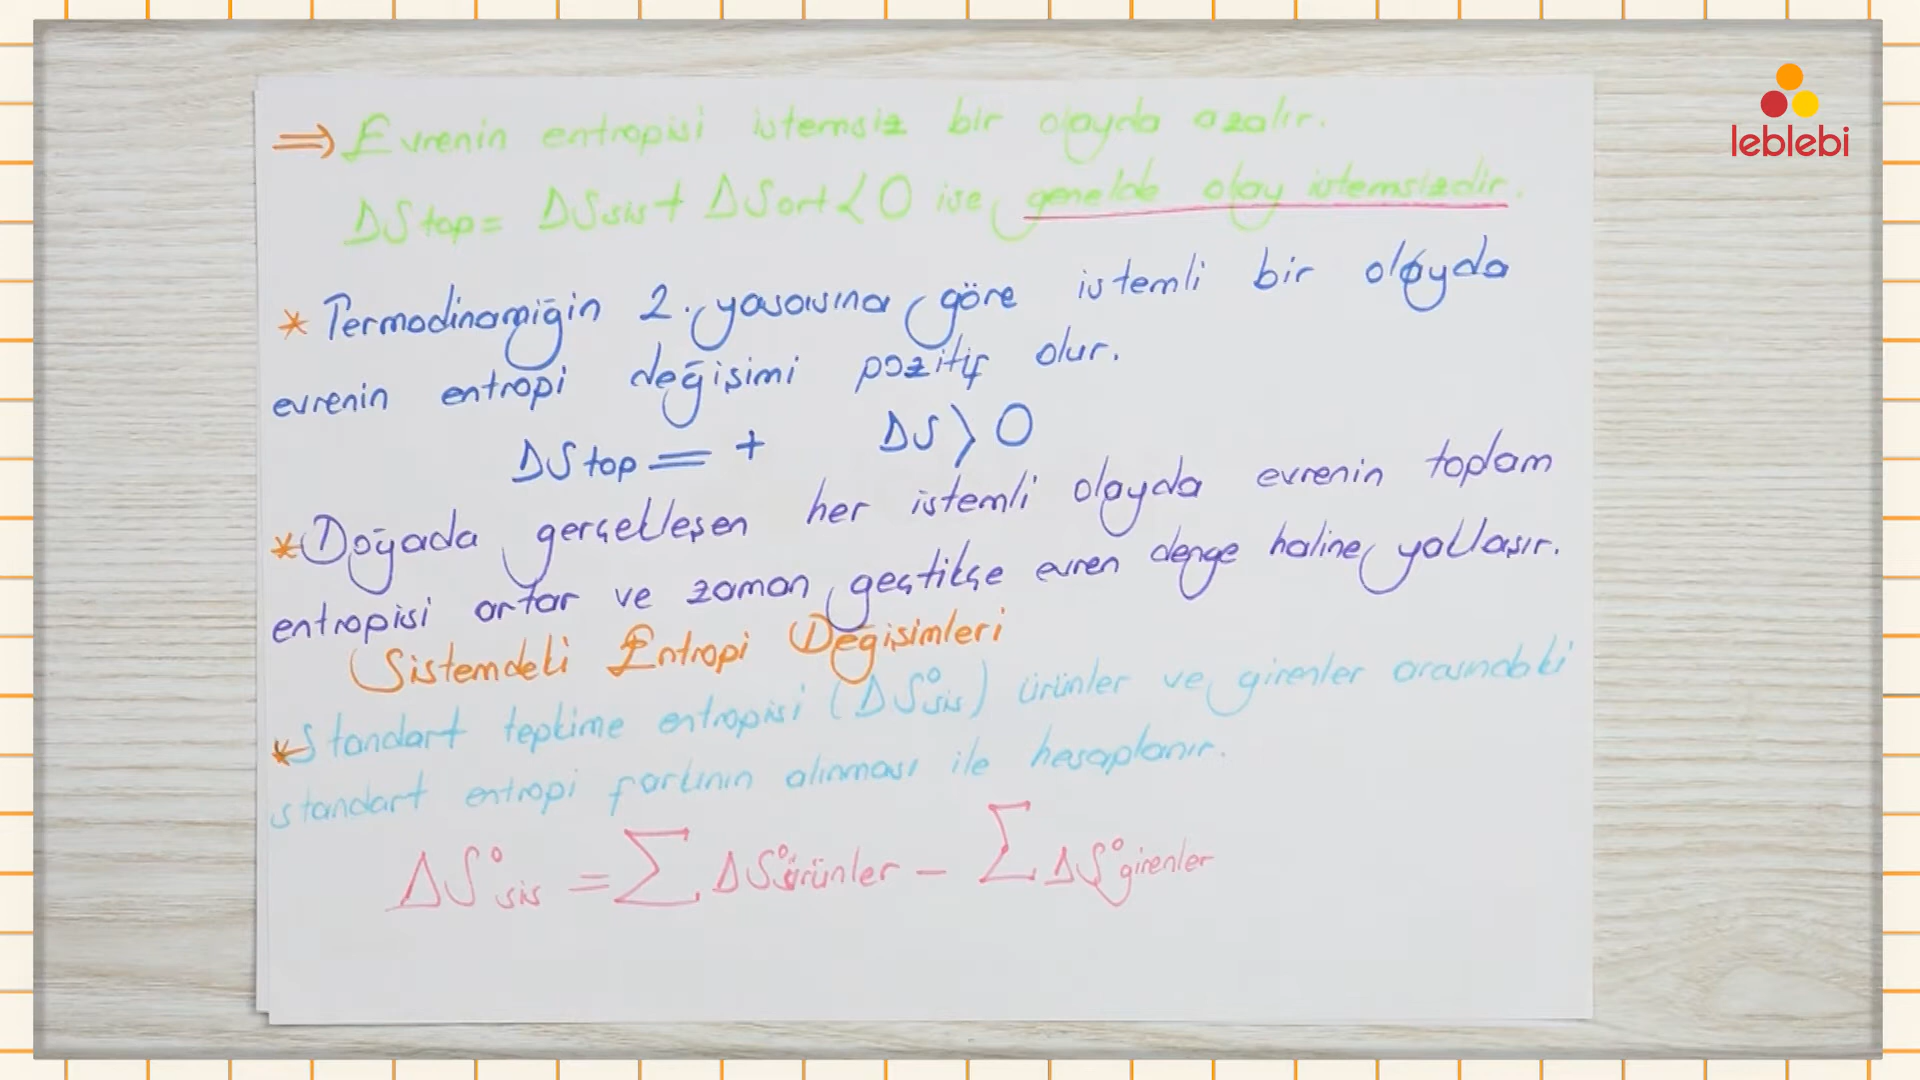 ⇒ Evrenin entropisi istemsiz bir olayda azalır.
ΔStop = ΔSsis + ΔSort < 0 ise genelde olay istemsizdir.
* Termodinamiğin 2. yasasına göre istemli bir olayda
evrenin entropi değişimi pozitif olur.
ΔStop = + ΔS > 0
* Doğada gerçekleşen her istemli olayda evrenin toplam
entropisi artar ve zaman geçtikçe evren denge haline yaklaşır.
Sistemdeki Entropi Değişimleri
* Standart tepkime entropisi (ΔS°sis) ürünler ve girenler arasındaki
standart entropi farkının alınması ile hesaplanır.
ΔS°sis = ∑ ΔS°ürünler - ∑ ΔS°girenler
leblebi